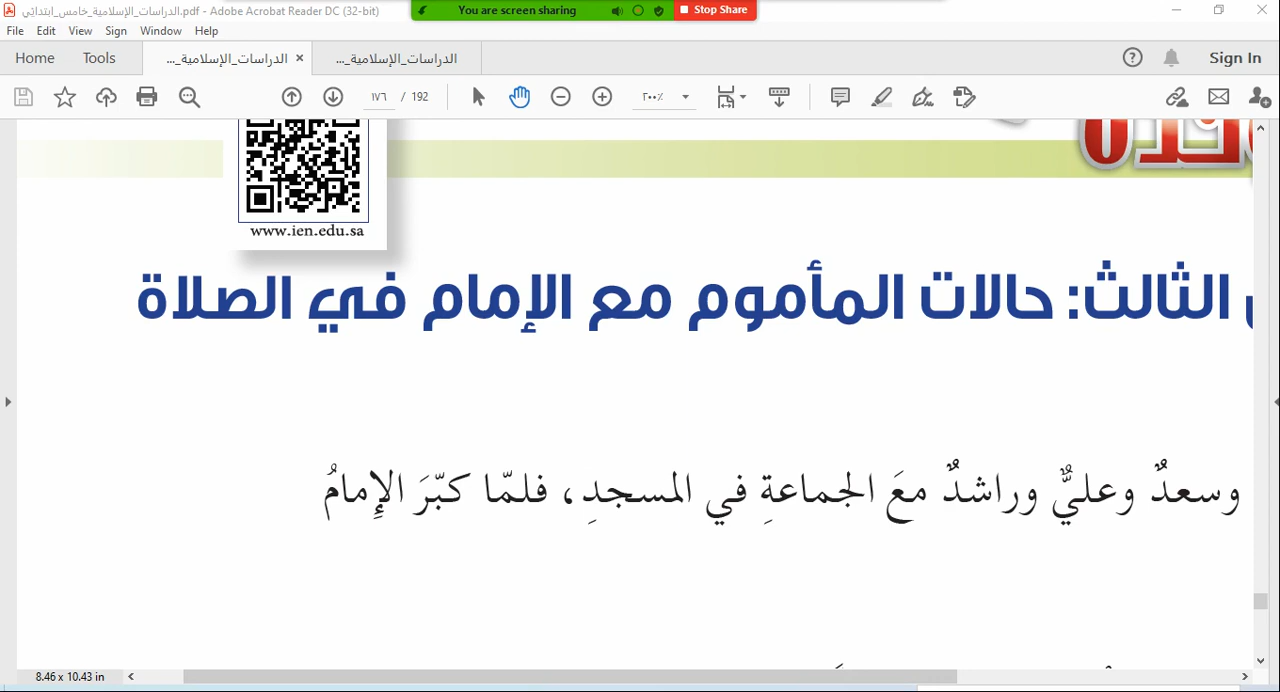 الدراسات_الإسلامية_خامس_ابتدائي.pdf - Adobe Acrobat Reader DC (32-bit)
You are screen sharing
Stop Share
File Edit View Sign Window Help
Home Tools
الدراسات_الإسلامية_... ×
الدراسات_الإسلامية_...
Sign In
١٧٦ / 192
٢٠٠٪
www.ien.edu.sa
الثالث: حالات المأموم مع الإمام في الصلاة
وسعدٌ وعليٌّ وراشدٌ معَ الجماعةِ في المسجدِ، فلمّا كبّرَ الإِمامُ
8.46 x 10.43 in